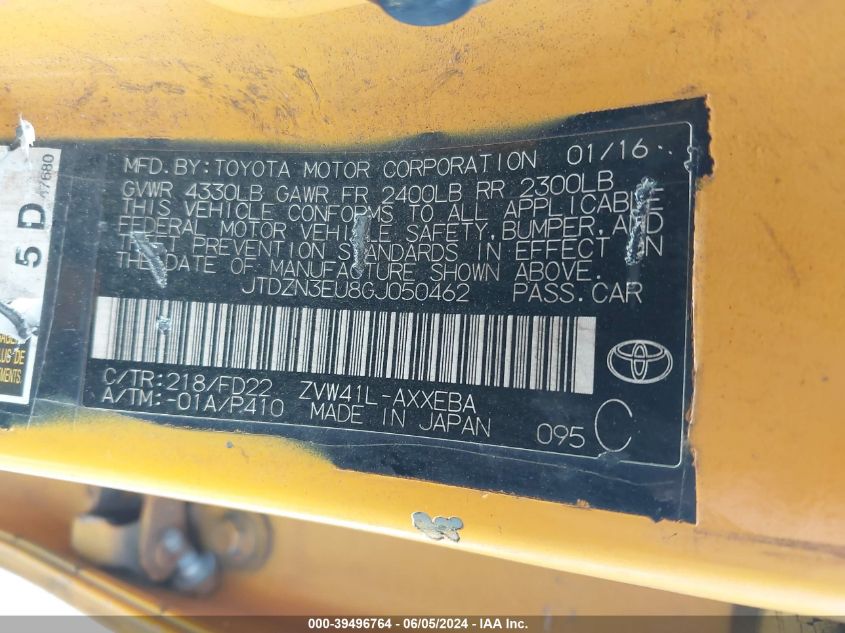 MFD.BY:TOYOTA MOTOR CORPORATION 01/16
GVWR 4330LB GAWR FR 2400LB RR 2300LB
THIS VEHICLE CONFORMS TO ALL APPLICABLE
FEDERAL MOTOR VEHICLE SAFETY,BUMPER,AND
THEFT PREVENTION STANDARDS IN EFFECT ON
THE DATE OF MANUFACTURE SHOWN ABOVE.
JTDZN3EU8GJ050462 PASS.CAR
C/TR:218/FD22 ZVW41L-AXXEBA
A/TM:-01A/P410 MADE IN JAPAN
095 C
5 D
47680
PLUS DE
000-39496764 - 06/05/2024 - IAA Inc.